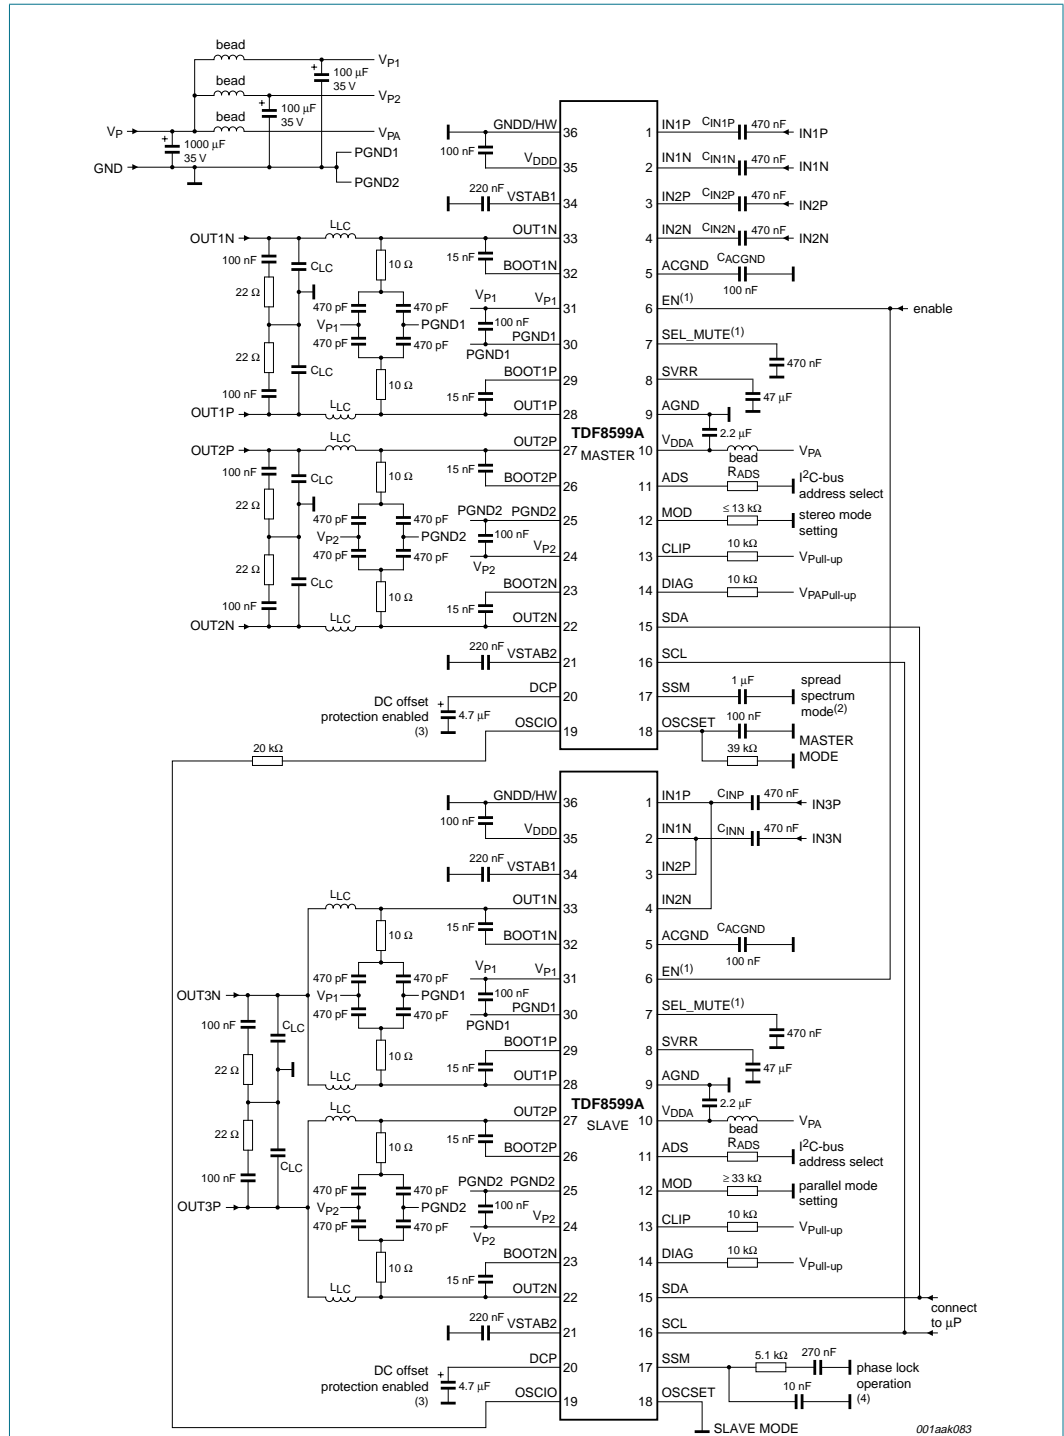 bead
VP1
100 μF
35 V
bead
VP2
100 μF
35 V
bead
VP
VPA
1000 μF
35 V
GND
PGND1
PGND2
GNDD/HW
36
100 nF
VDDD
35
220 nF
VSTAB1
34
OUT1N
LLC
OUT1N
33
100 nF
CLC
10 Ω
15 nF
BOOT1N
32
22 Ω
470 pF
470 pF
VP1
VP1
31
VP1
PGND1
100 nF
470 pF
470 pF
PGND1
30
PGND1
22 Ω
CLC
10 Ω
BOOT1P
29
15 nF
100 nF
OUT1P
LLC
OUT1P
28
OUT2P
LLC
OUT2P
27
100 nF
CLC
10 Ω
15 nF
BOOT2P
26
22 Ω
470 pF
470 pF
PGND2
PGND2
25
VP2
PGND2
100 nF
470 pF
470 pF
VP2
24
VP2
22 Ω
CLC
10 Ω
BOOT2N
23
15 nF
100 nF
OUT2N
LLC
OUT2N
22
220 nF
VSTAB2
21
DC offset
protection enabled
(3)
+
4.7 μF
DCP
20
OSCIO
19
20 kΩ
TDF8599A
MASTER
1
IN1P
CIN1P
470 nF
IN1P
2
IN1N
CIN1N
470 nF
IN1N
3
IN2P
CIN2P
470 nF
IN2P
4
IN2N
CIN2N
470 nF
IN2N
5
ACGND
CACGND
100 nF
6
EN(1)
enable
7
SEL_MUTE(1)
470 nF
8
SVRR
47 μF
9
AGND
2.2 μF
10
VDDA
bead
VPA
11
ADS
RADS
I2C-bus
address select
12
MOD
≤ 13 kΩ
stereo mode
setting
13
CLIP
10 kΩ
VPull-up
14
DIAG
10 kΩ
VPAPull-up
15
SDA
16
SCL
17
SSM
1 μF
spread
spectrum
mode(2)
18
OSCSET
100 nF
39 kΩ
MASTER
MODE
GNDD/HW
36
100 nF
VDDD
35
220 nF
VSTAB1
34
LLC
OUT1N
33
10 Ω
15 nF
BOOT1N
32
470 pF
470 pF
VP1
VP1
31
OUT3N
VP1
PGND1
100 nF
470 pF
470 pF
PGND1
30
PGND1
100 nF
CLC
10 Ω
BOOT1P
29
15 nF
22 Ω
LLC
OUT1P
28
22 Ω
LLC
OUT2P
27
100 nF
CLC
10 Ω
15 nF
BOOT2P
26
OUT3P
470 pF
470 pF
PGND2
PGND2
25
VP2
PGND2
100 nF
470 pF
470 pF
VP2
24
VP2
10 Ω
BOOT2N
23
15 nF
LLC
OUT2N
22
220 nF
VSTAB2
21
DC offset
protection enabled
(3)
+
4.7 μF
DCP
20
OSCIO
19
TDF8599A
SLAVE
1
IN1P
CINP
470 nF
IN3P
2
IN1N
CINN
470 nF
IN3N
3
IN2P
4
IN2N
5
ACGND
CACGND
100 nF
6
EN(1)
7
SEL_MUTE(1)
470 nF
8
SVRR
47 μF
9
AGND
2.2 μF
10
VDDA
bead
VPA
11
ADS
RADS
I2C-bus
address select
12
MOD
≥ 33 kΩ
parallel mode
setting
13
CLIP
10 kΩ
VPull-up
14
DIAG
10 kΩ
VPull-up
15
SDA
16
SCL
connect
to μP
17
SSM
5.1 kΩ
270 nF
10 nF
phase lock
operation
(4)
18
OSCSET
SLAVE MODE
001aak083